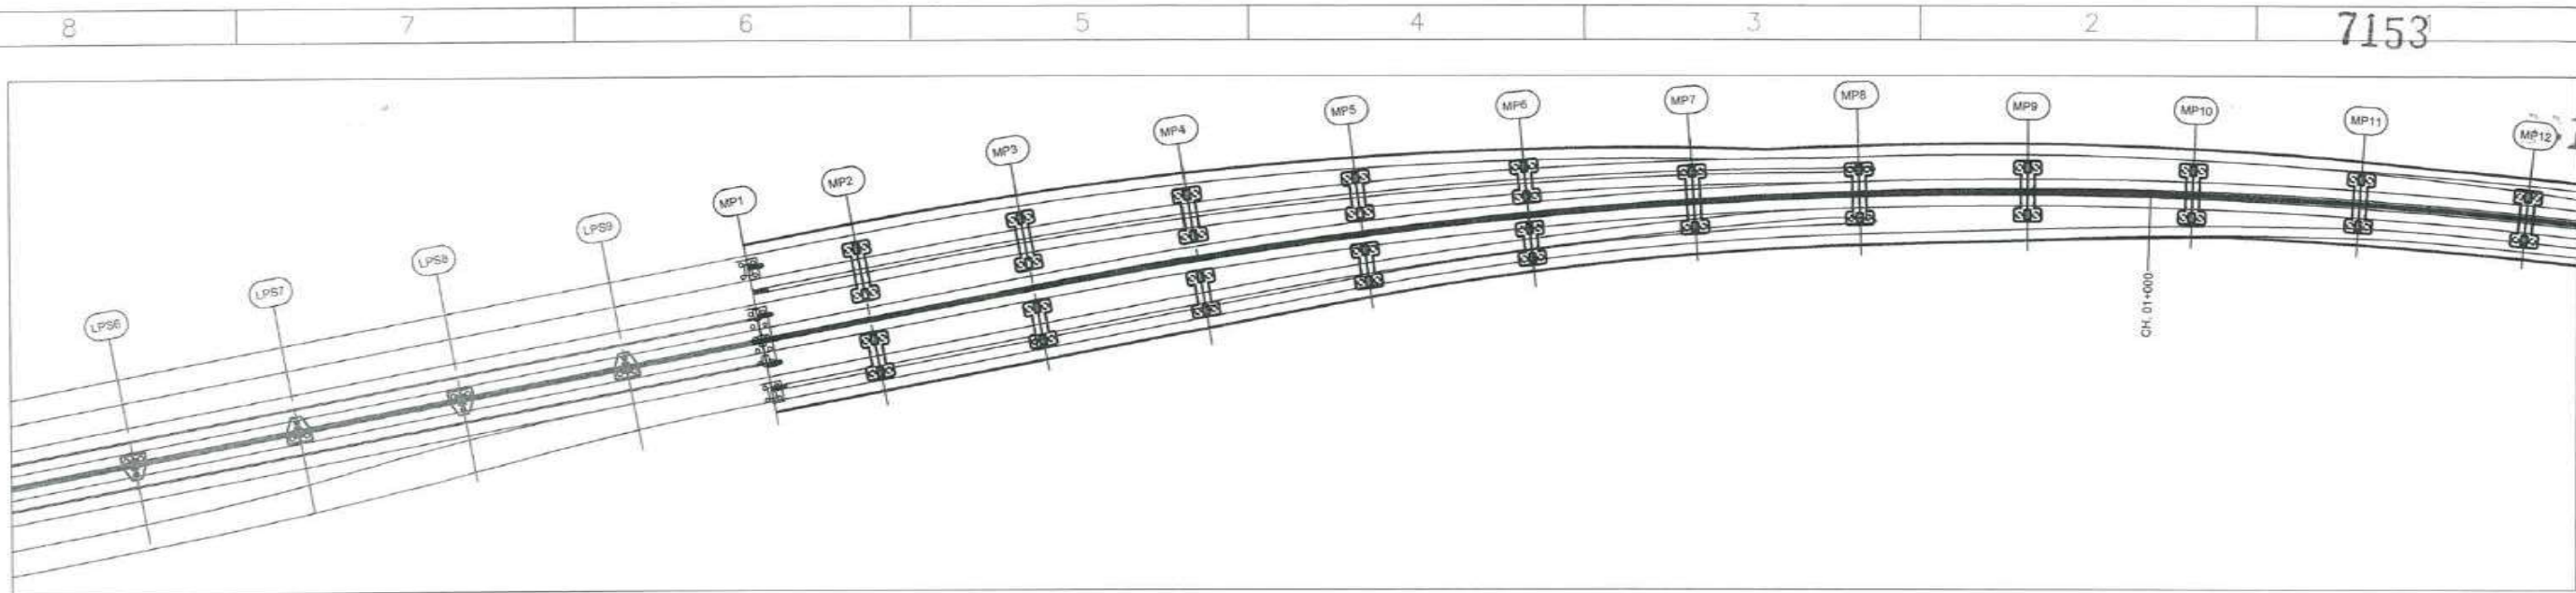 8 7 6 5 4 3 2
7153
LPS6 LPS7 LPS8 LPS9 MP1 MP2 MP3 MP4 MP5 MP6 MP7 MP8 MP9 MP10 MP11 MP12
CH. 01+000